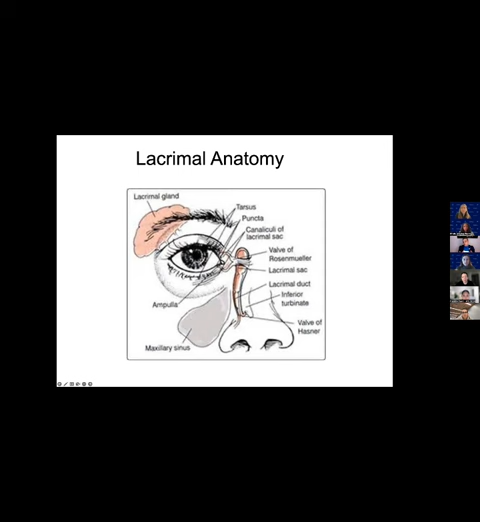 Lacrimal Anatomy
Lacrimal gland
Tarsus
Puncta
Canaliculi of
lacrimal sac
Valve of
Rosenmueller
Lacrimal sac
Lacrimal duct
Inferior
turbinate
Ampulla
Valve of
Hasner
Maxillary sinus